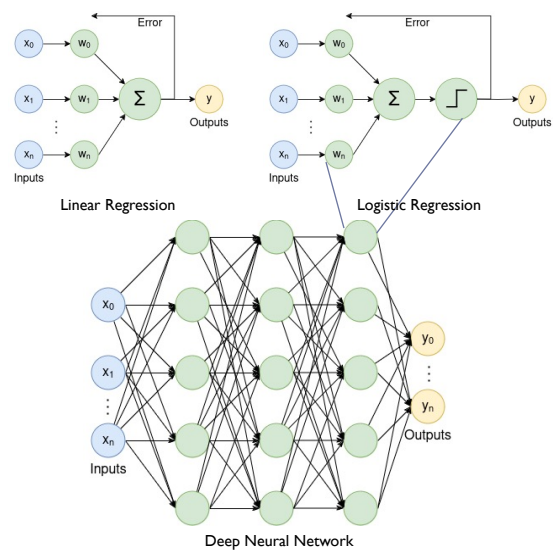 Error
x0
w0
x1
w1
Σ
y
Outputs
⋮
xn
wn
Inputs
Linear Regression
Error
x0
w0
x1
w1
Σ
y
Outputs
⋮
xn
wn
Inputs
Logistic Regression
x0
y0
x1
⋮
⋮
yn
xn
Outputs
Inputs
Deep Neural Network